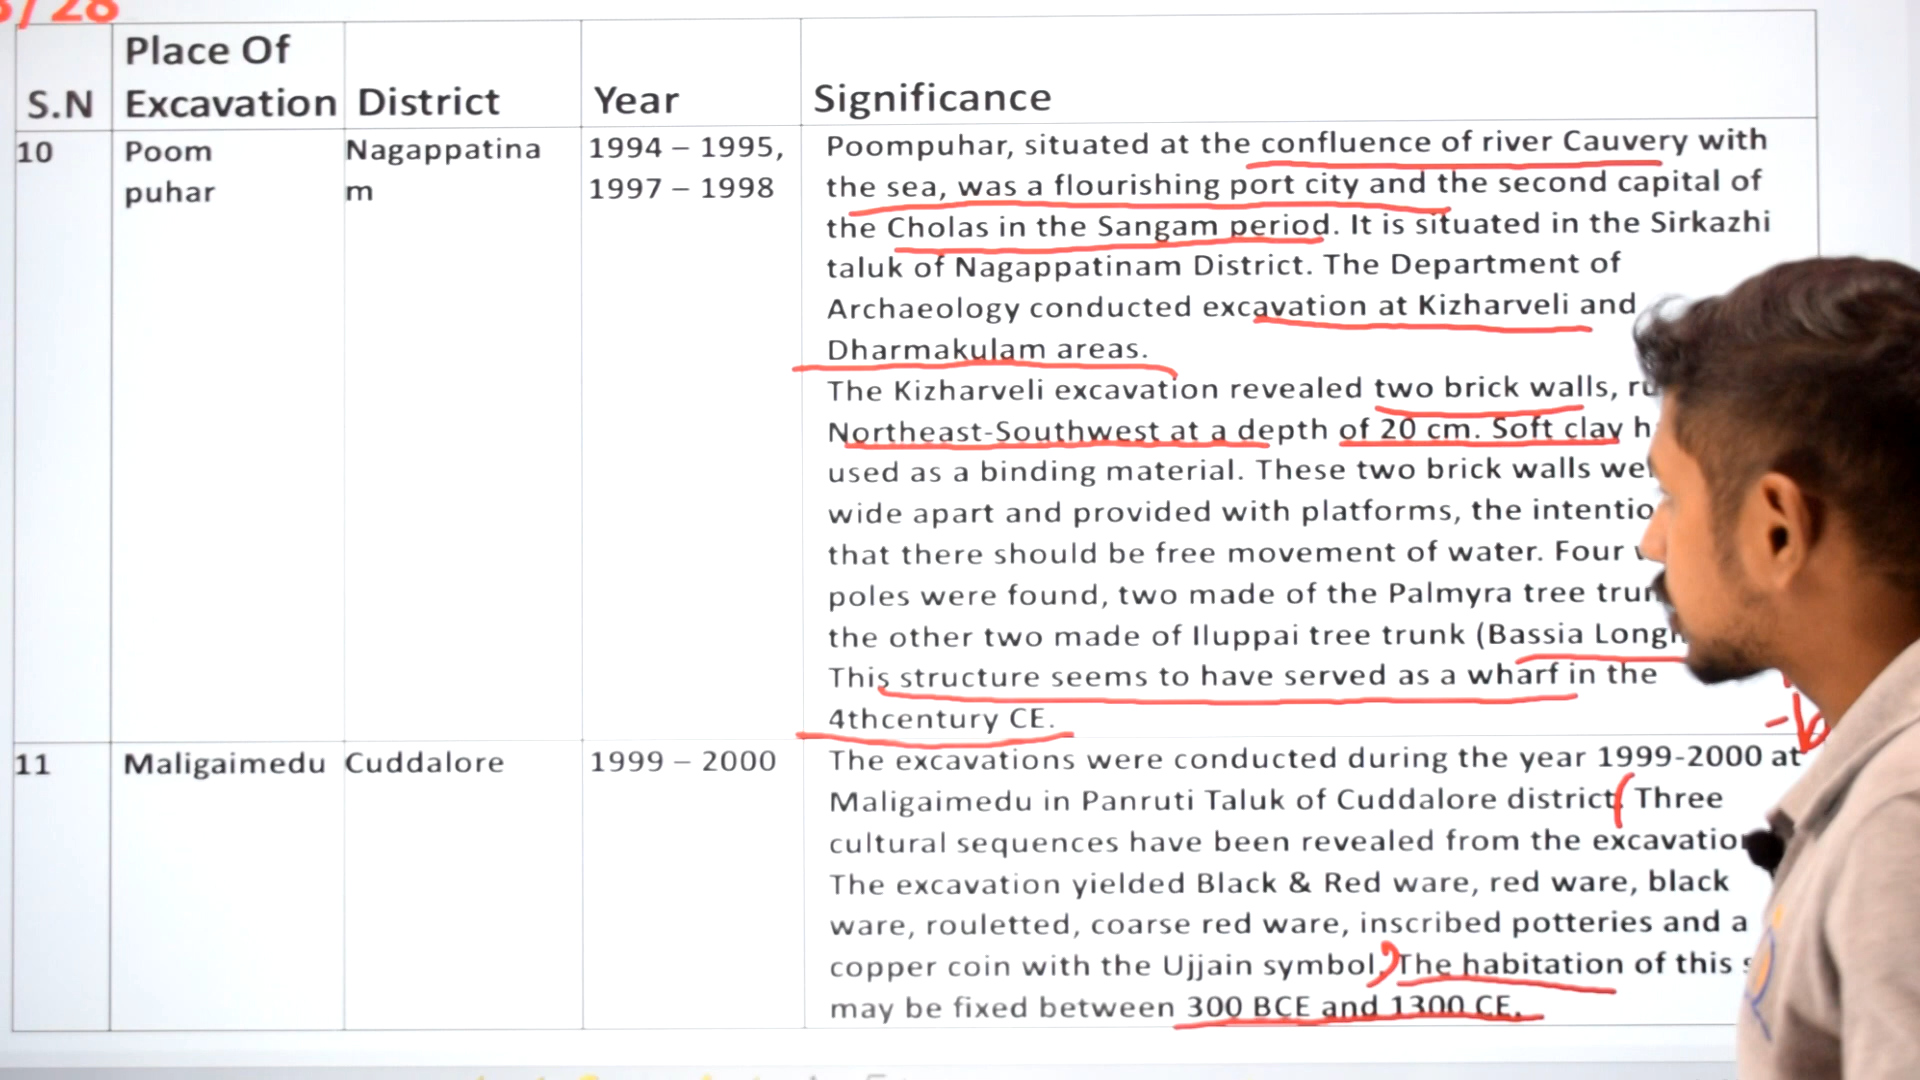 3/28
Place Of
S.N Excavation District Year Significance
10 Poom Nagappatina 1994 – 1995, Poompuhar, situated at the confluence of river Cauvery with
puhar m 1997 – 1998 the sea, was a flourishing port city and the second capital of
the Cholas in the Sangam period. It is situated in the Sirkazhi
taluk of Nagappatinam District. The Department of
Archaeology conducted excavation at Kizharveli and
Dharmakulam areas.
The Kizharveli excavation revealed two brick walls,
Northeast-Southwest at a depth of 20 cm. Soft clay
used as a binding material. These two brick walls
wide apart and provided with platforms, the
that there should be free movement of water. Four
poles were found, two made of the Palmyra tree
the other two made of Iluppai tree trunk (Bassia
This structure seems to have served as a wharf in the
4thcentury CE.
11 Maligaimedu Cuddalore 1999 – 2000 The excavations were conducted during the year 1999-2000 at
Maligaimedu in Panruti Taluk of Cuddalore district. Three
cultural sequences have been revealed from the
The excavation yielded Black & Red ware, red ware, black
ware, rouletted, coarse red ware, inscribed potteries and a
copper coin with the Ujjain symbol. The habitation of this
may be fixed between 300 BCE and 1300 CE.